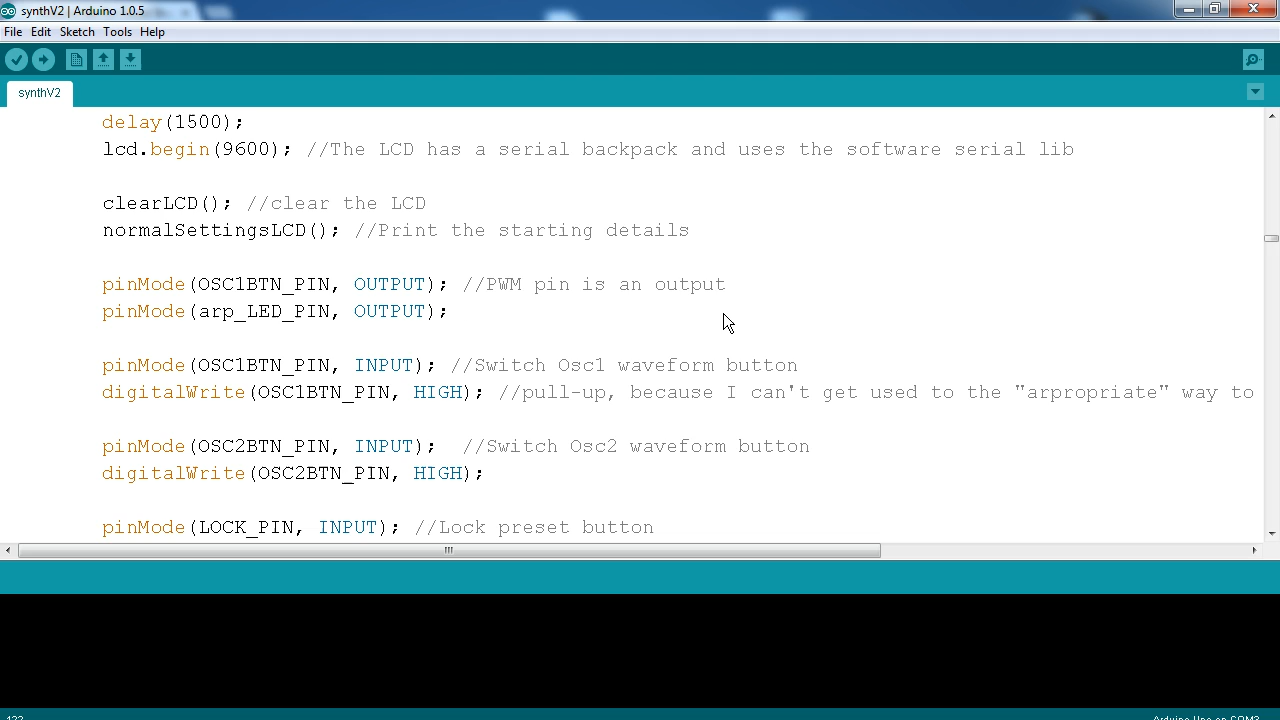 synthV2 | Arduino 1.0.5
File Edit Sketch Tools Help
synthV2
delay(1500);
lcd.begin(9600); //The LCD has a serial backpack and uses the software serial lib
clearLCD(); //clear the LCD
normalSettingsLCD(); //Print the starting details
pinMode(OSC1BTN_PIN, OUTPUT); //PWM pin is an output
pinMode(arp_LED_PIN, OUTPUT);
pinMode(OSC1BTN_PIN, INPUT); //Switch Osc1 waveform button
digitalWrite(OSC1BTN_PIN, HIGH); //pull-up, because I can't get used to the "arpropriate" way to
pinMode(OSC2BTN_PIN, INPUT);  //Switch Osc2 waveform button
digitalWrite(OSC2BTN_PIN, HIGH);
pinMode(LOCK_PIN, INPUT); //Lock preset button
Arduino Uno on COM3